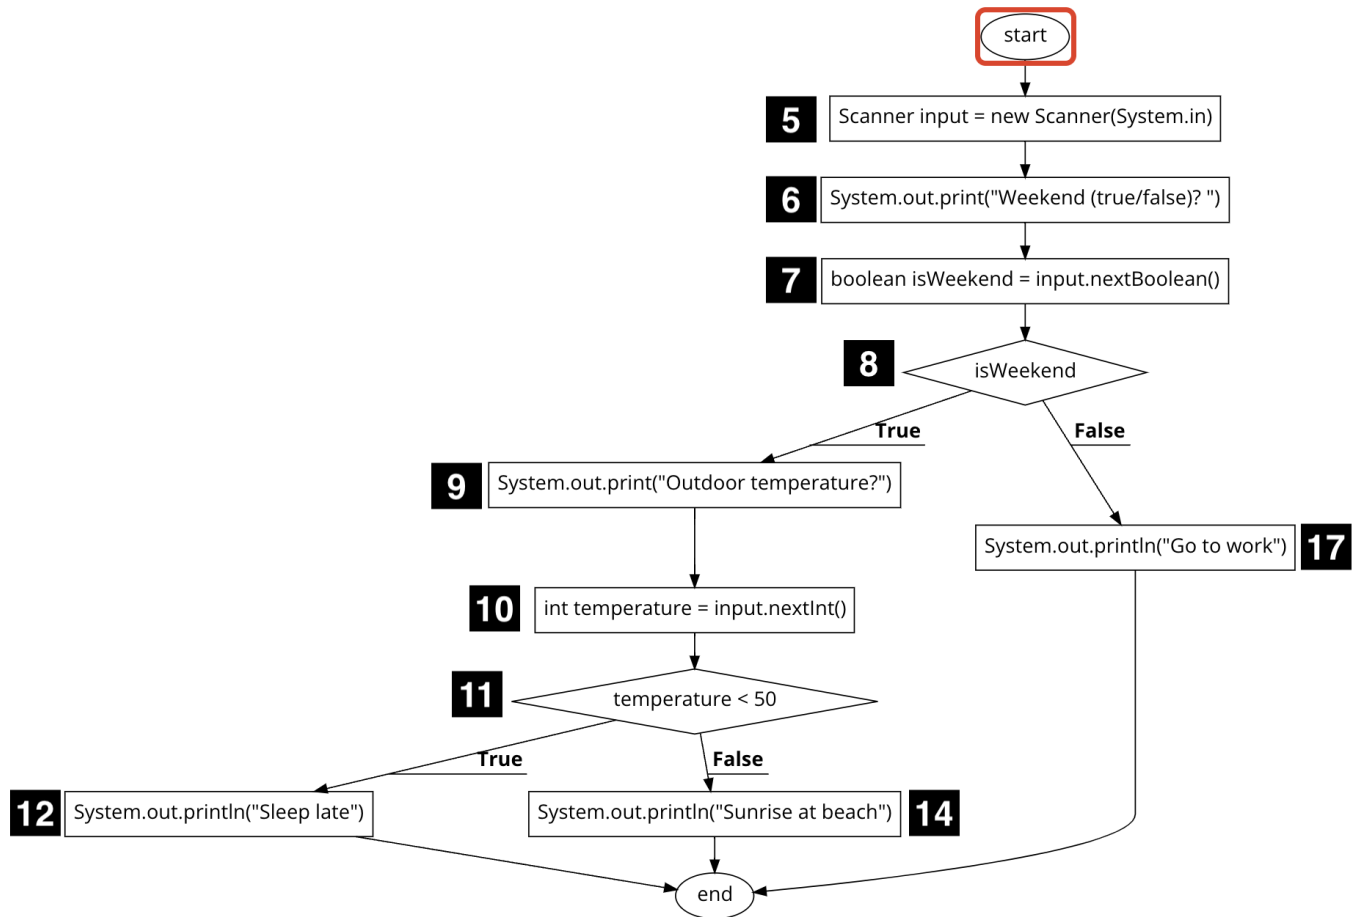 start
5
Scanner input = new Scanner(System.in)
6
System.out.print("Weekend (true/false)? ")
7
boolean isWeekend = input.nextBoolean()
8
isWeekend
True
False
9
System.out.print("Outdoor temperature?")
System.out.println("Go to work")
17
10
int temperature = input.nextInt()
11
temperature < 50
True
False
12
System.out.println("Sleep late")
System.out.println("Sunrise at beach")
14
end